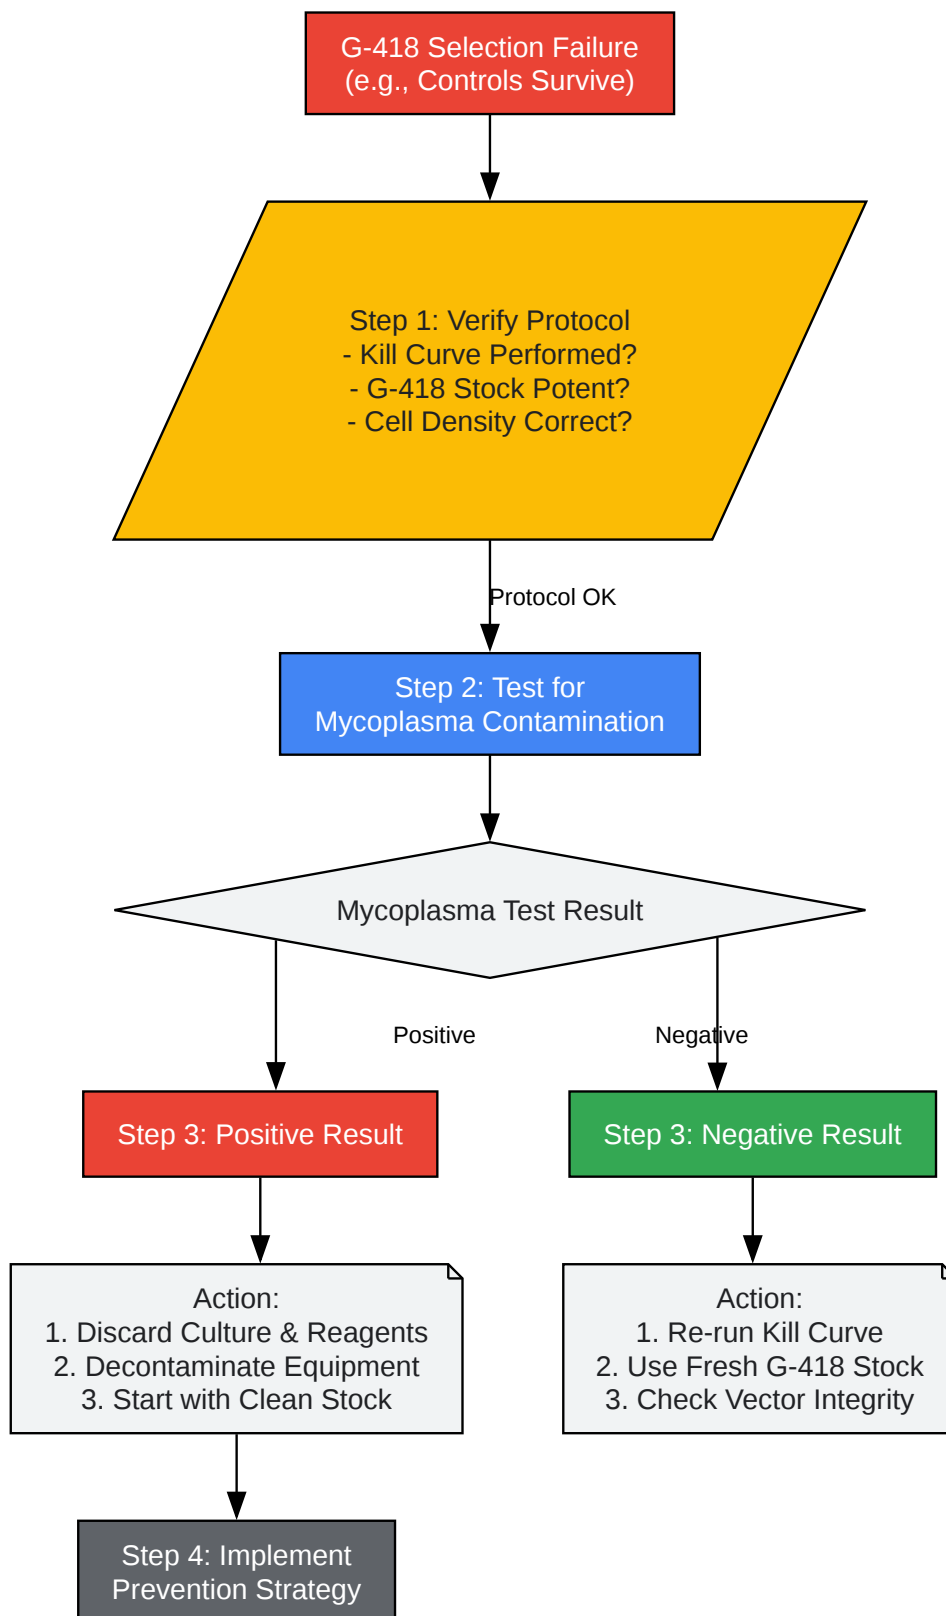 G-418 Selection Failure
(e.g., Controls Survive)
Step 1: Verify Protocol
- Kill Curve Performed?
- G-418 Stock Potent?
- Cell Density Correct?
Protocol OK
Step 2: Test for
Mycoplasma Contamination
Mycoplasma Test Result
Positive
Negative
Step 3: Positive Result
Step 3: Negative Result
Action:
1. Discard Culture & Reagents
2. Decontaminate Equipment
3. Start with Clean Stock
Action:
1. Re-run Kill Curve
2. Use Fresh G-418 Stock
3. Check Vector Integrity
Step 4: Implement
Prevention Strategy